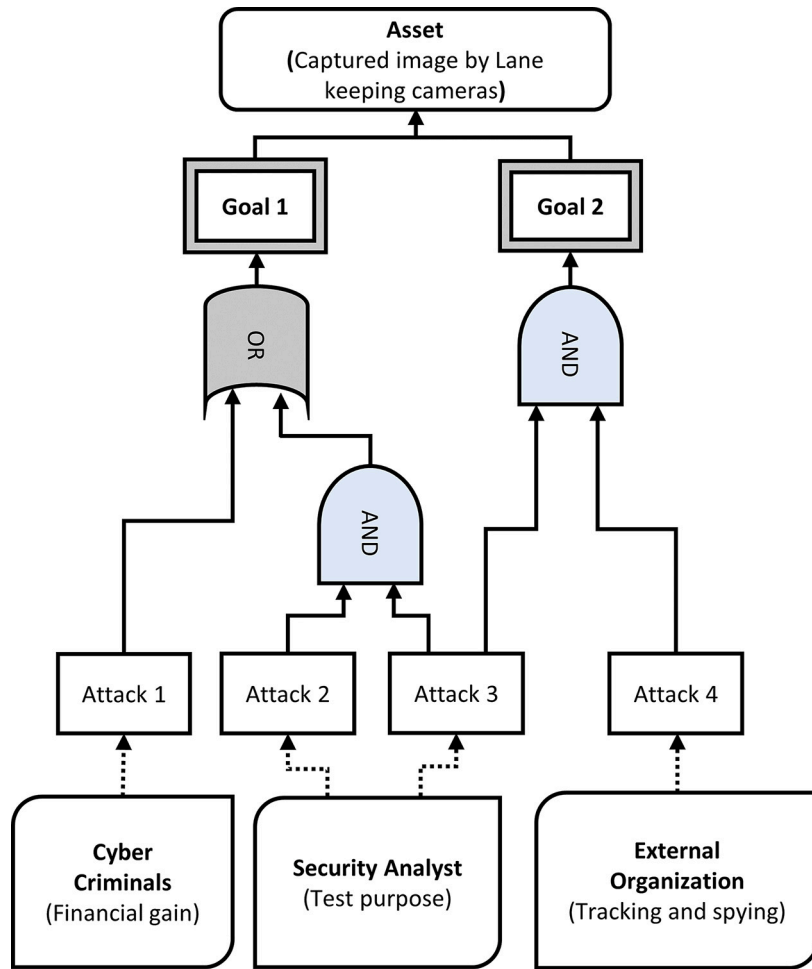 Asset
(Captured image by Lane
keeping cameras)
Goal 1
Goal 2
OR
AND
AND
Attack 1
Attack 2
Attack 3
Attack 4
Cyber
Criminals
(Financial gain)
Security Analyst
(Test purpose)
External
Organization
(Tracking and spying)